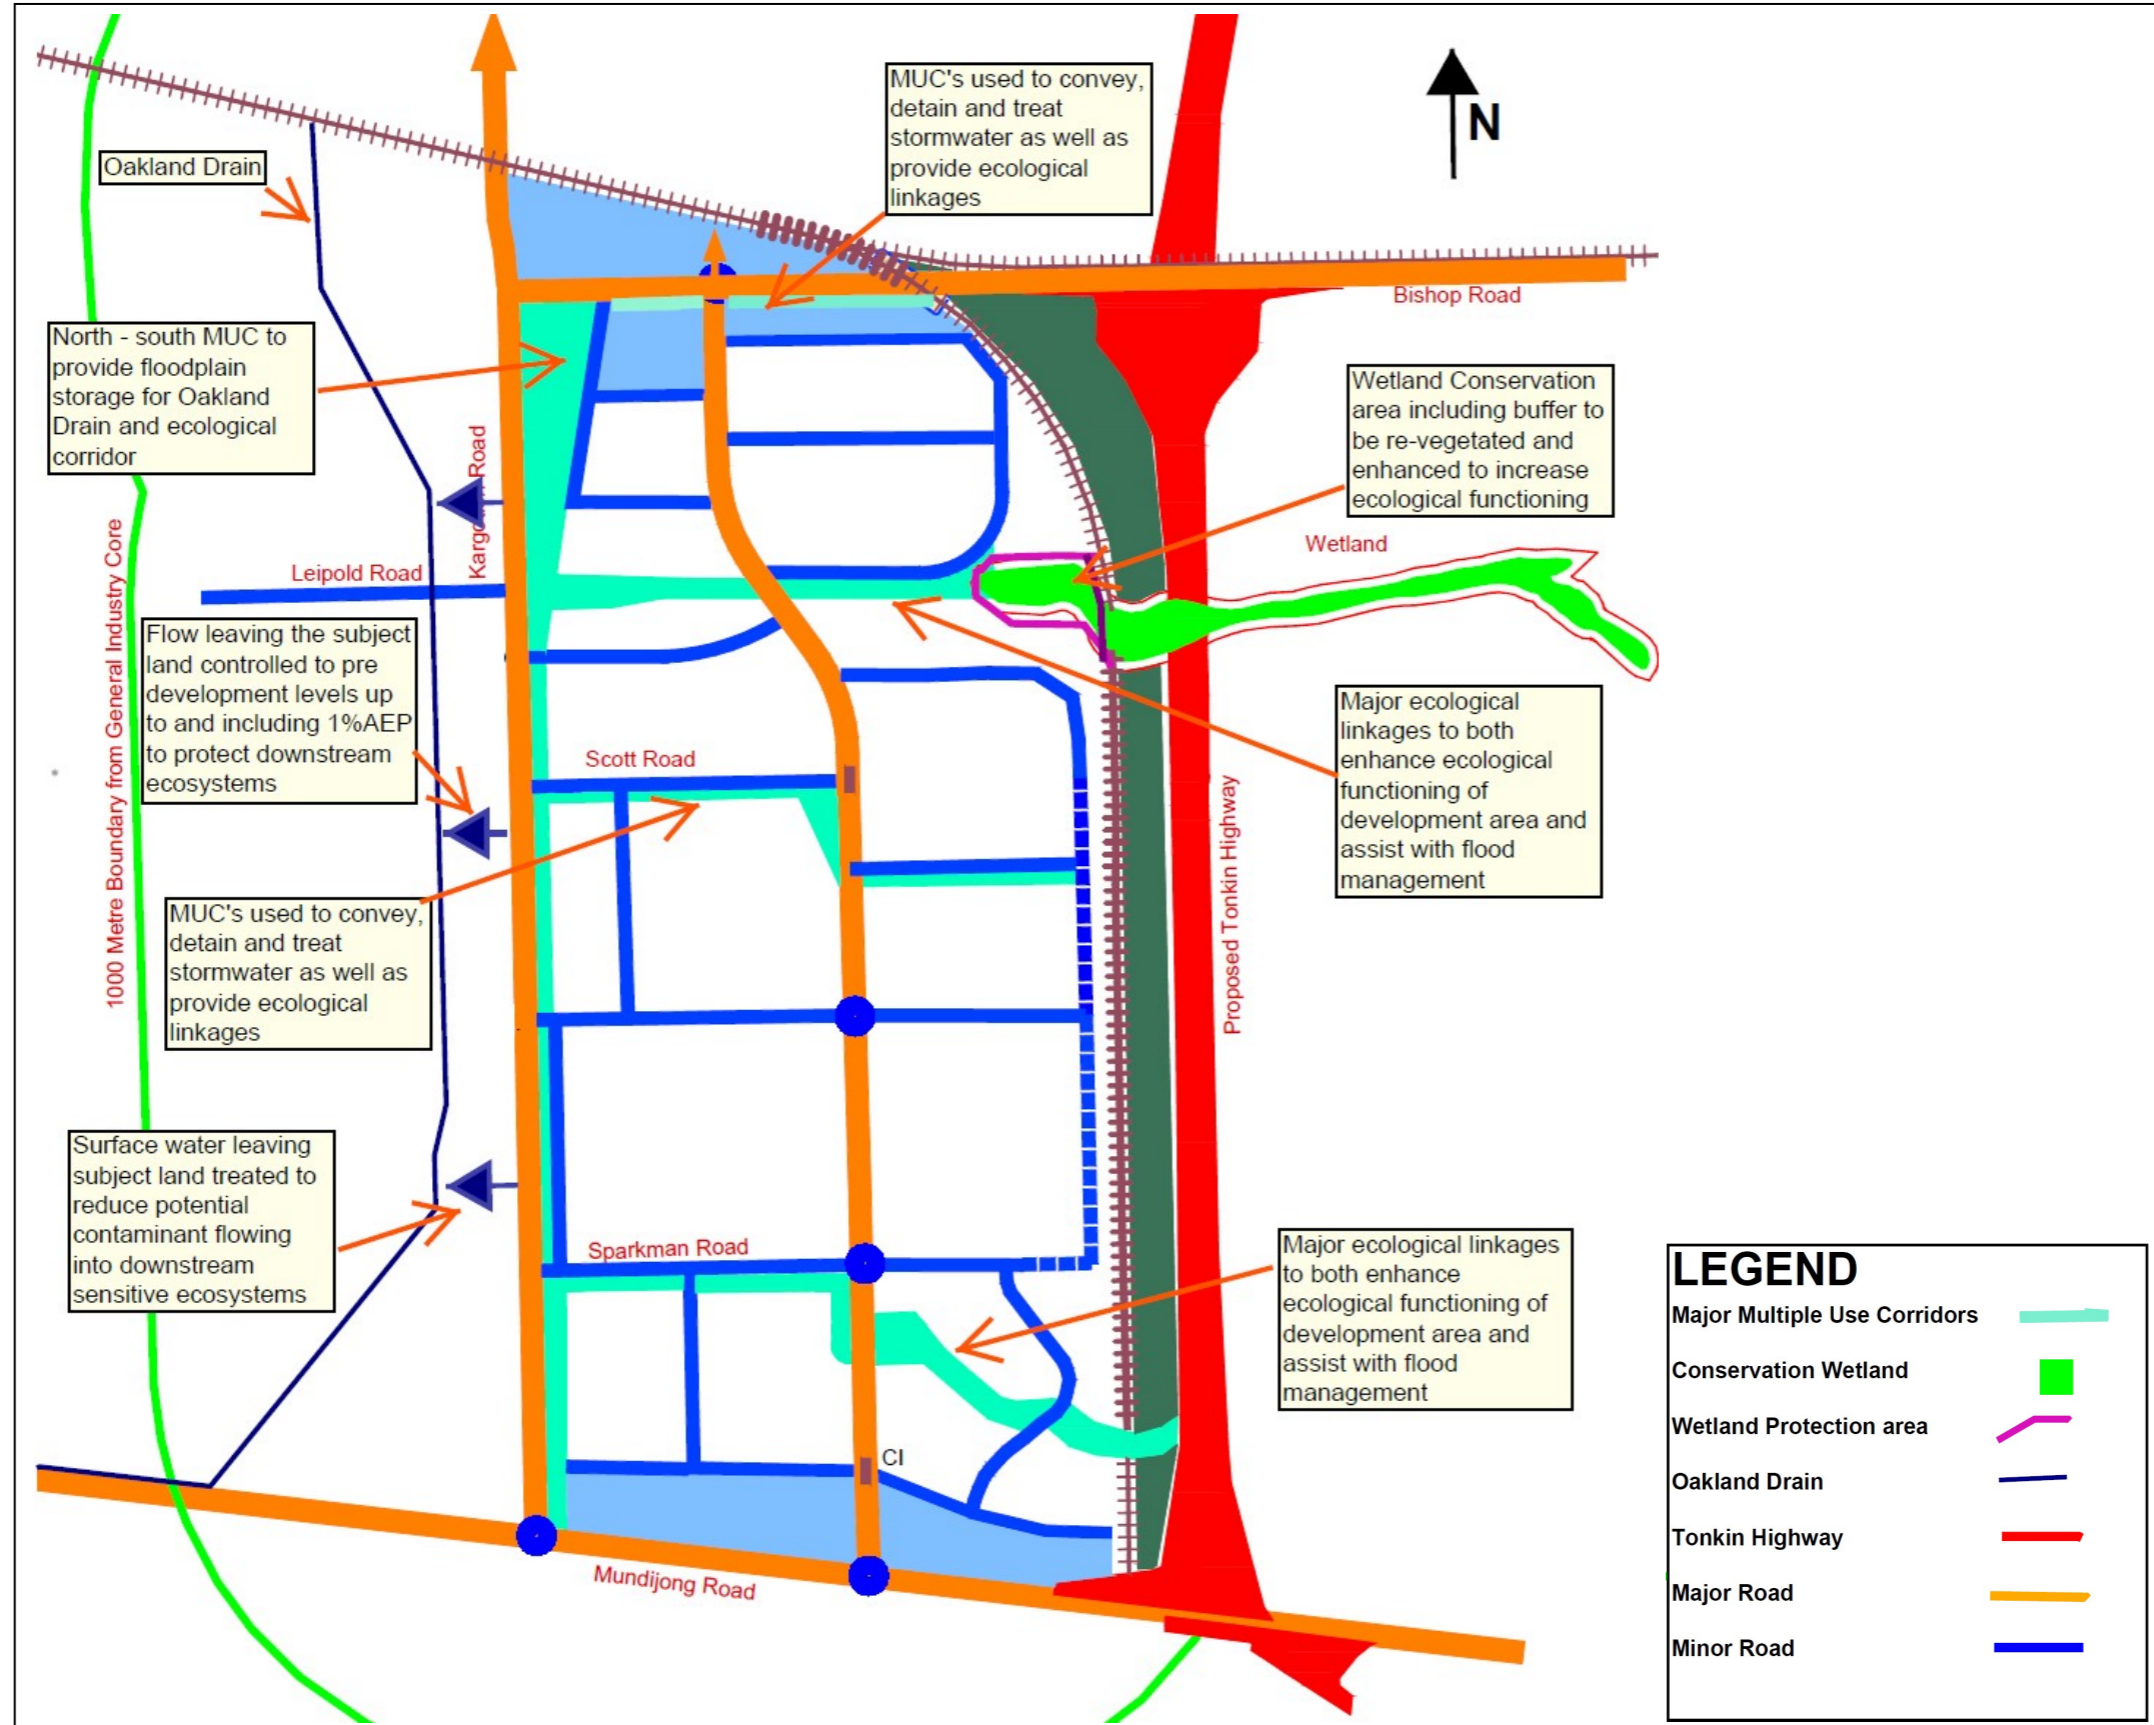 MUC's used to convey,
detain and treat
stormwater as well as
provide ecological
linkages
N
Oakland Drain
Bishop Road
North - south MUC to
provide floodplain
storage for Oakland
Drain and ecological
corridor
Wetland Conservation
area including buffer to
be re-vegetated and
enhanced to increase
ecological functioning
Road
Wetland
Leipold Road
1000 Metre Boundary from General Industry Core
Flow leaving the subject
land controlled to pre
development levels up
to and including 1%AEP
to protect downstream
ecosystems
Major ecological
linkages to both
enhance ecological
functioning of
development area and
assist with flood
management
Scott Road
Proposed Tonkin Highway
MUC's used to convey,
detain and treat
stormwater as well as
provide ecological
linkages
Surface water leaving
subject land treated to
reduce potential
contaminant flowing
into downstream
sensitive ecosystems
Sparkman Road
Major ecological linkages
to both enhance
ecological functioning of
development area and
assist with flood
management
CI
Mundijong Road
LEGEND
Major Multiple Use Corridors
Conservation Wetland
Wetland Protection area
Oakland Drain
Tonkin Highway
Major Road
Minor Road